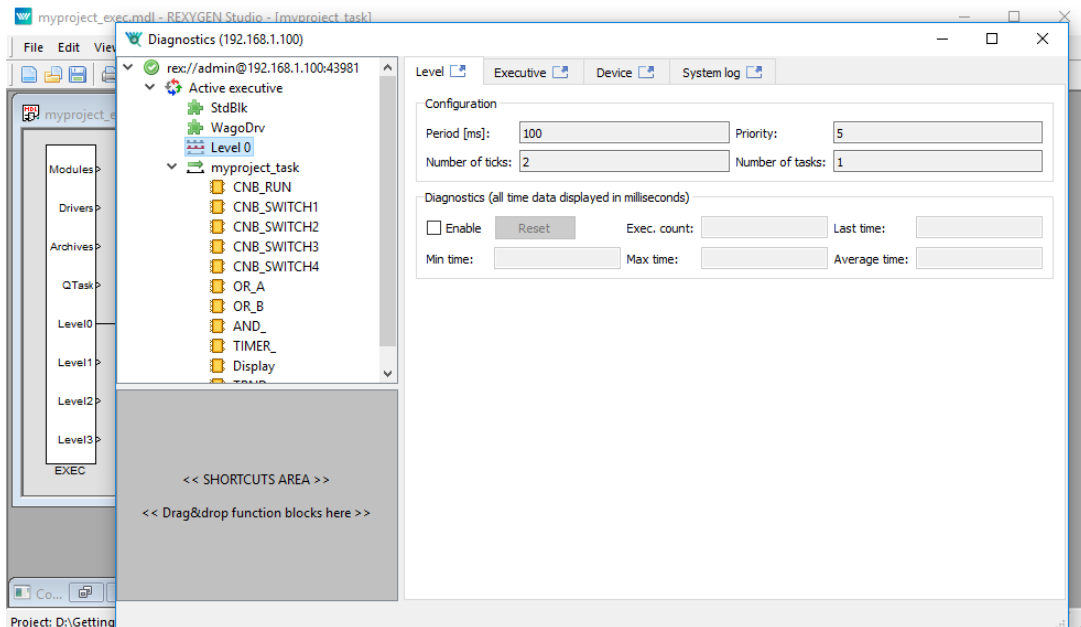 myproject_exec.mdl - REXYGEN Studio - [myproject_task]
File Edit
Diagnostics (192.168.1.100)
rex://admin@192.168.1.100:43981
Active executive
StdBlk
WagoDrv
Level 0
myproject_task
CNB_RUN
CNB_SWITCH1
CNB_SWITCH2
CNB_SWITCH3
CNB_SWITCH4
OR_A
OR_B
AND_
TIMER_
Display
<< SHORTCUTS AREA >>
<< Drag&drop function blocks here >>
Level Executive Device System log
Configuration
Period [ms]: 100 Priority: 5
Number of ticks: 2 Number of tasks: 1
Diagnostics (all time data displayed in milliseconds)
Enable Reset Exec. count: Last time:
Min time: Max time: Average time:
myproject_e
Modules
Drivers
Archives
QTask
Level0
Level1
Level2
Level3
EXEC
Co...
Project: D:\Getting